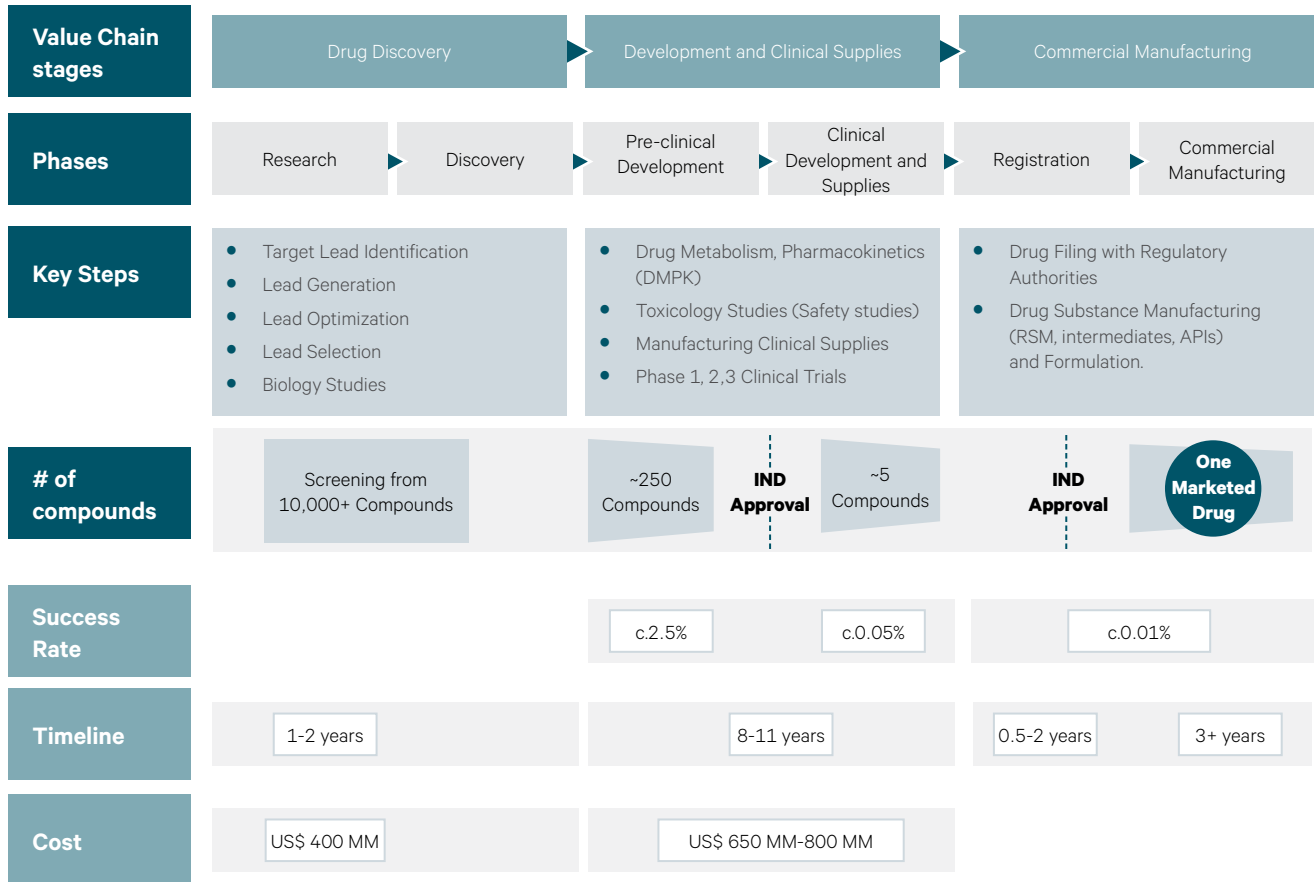 Value Chain
stages
Drug Discovery
Development and Clinical Supplies
Commercial Manufacturing
Phases
Research
Discovery
Pre-clinical
Development
Clinical
Development and
Supplies
Registration
Commercial
Manufacturing
Key Steps
• Target Lead Identification
• Lead Generation
• Lead Optimization
• Lead Selection
• Biology Studies
• Drug Metabolism, Pharmacokinetics
(DMPK)
• Toxicology Studies (Safety studies)
• Manufacturing Clinical Supplies
• Phase 1, 2,3 Clinical Trials
• Drug Filing with Regulatory
Authorities
• Drug Substance Manufacturing
(RSM, intermediates, APIs)
and Formulation.
# of
compounds
Screening from
10,000+ Compounds
~250
Compounds
IND
Approval
~5
Compounds
IND
Approval
One
Marketed
Drug
Success
Rate
c.2.5%
c.0.05%
c.0.01%
Timeline
1-2 years
8-11 years
0.5-2 years
3+ years
Cost
US$ 400 MM
US$ 650 MM-800 MM